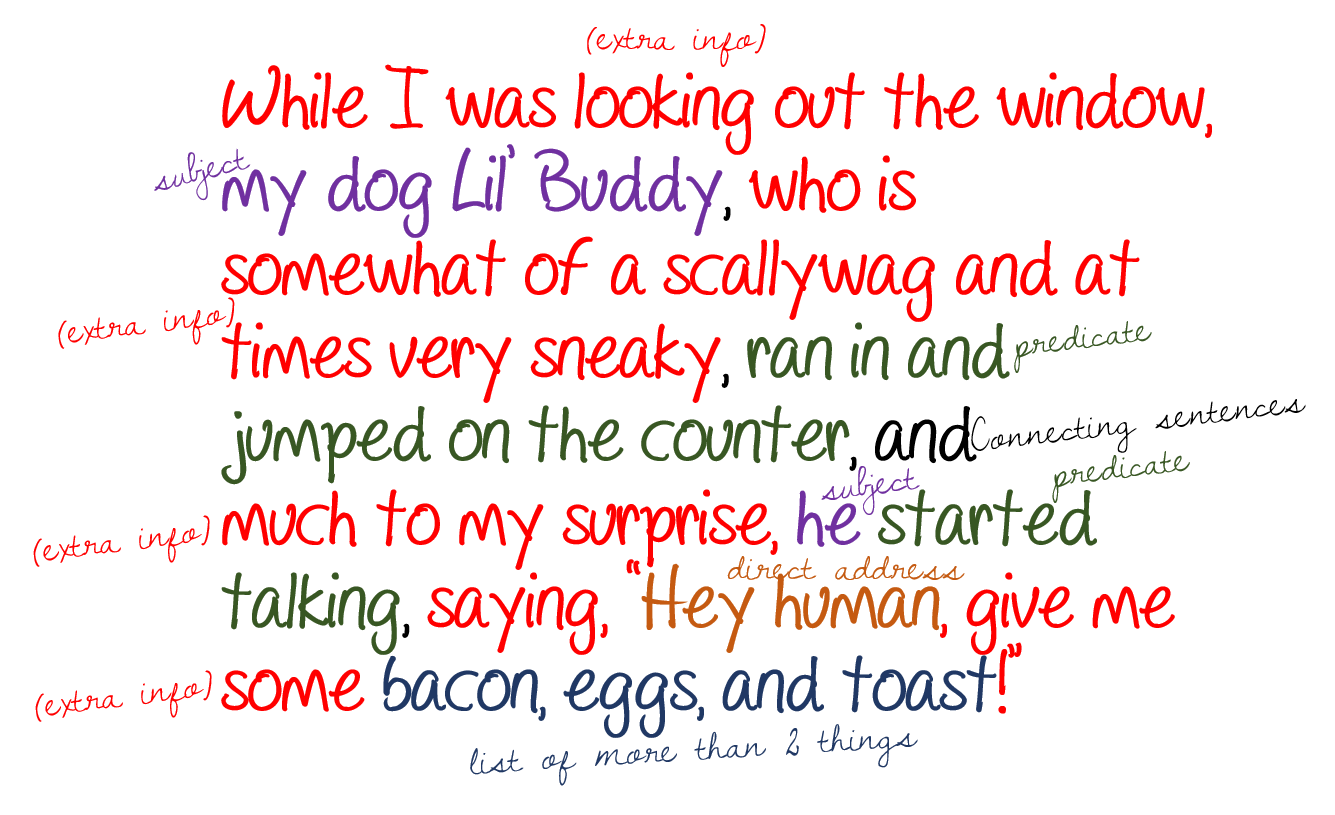 (extra info)
While I was looking out the window,
subject
my dog Lil' Buddy, who is
somewhat of a scallywag and at
(extra info)
times very sneaky, ran in and predicate
jumped on the counter, and Connecting sentences
subject predicate
(extra info) much to my surprise, he started
direct address
talking, saying, "Hey human, give me
(extra info) some bacon, eggs, and toast!"
list of more than 2 things